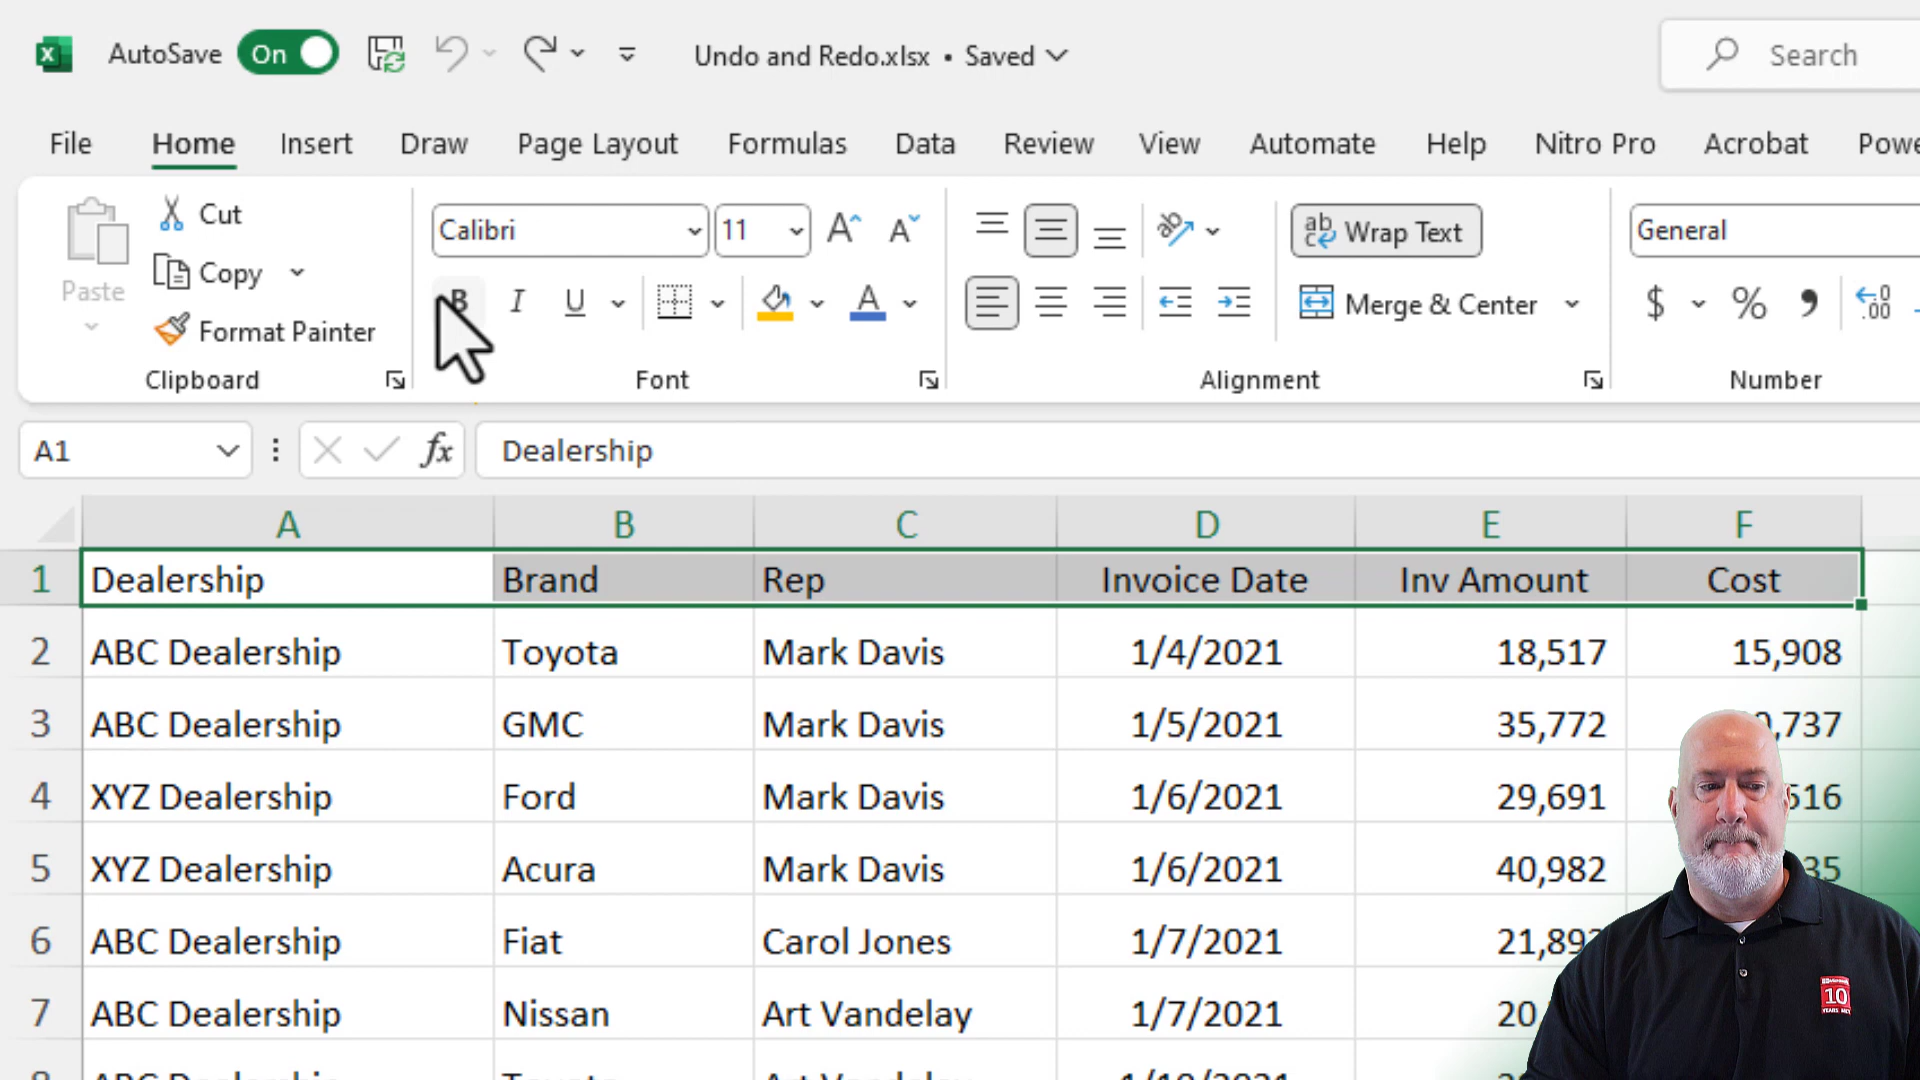 AutoSave On Undo and Redo.xlsx • Saved Search
File Home Insert Draw Page Layout Formulas Data Review View Automate Help Nitro Pro Acrobat
Paste
Cut
Copy
Format Painter
Clipboard
Calibri 11
B I U A
Font
Wrap Text
Merge & Center
Alignment
General
$ % 9
Number
A1 fx Dealership
A B C D E F
1 Dealership Brand Rep Invoice Date Inv Amount Cost
2 ABC Dealership Toyota Mark Davis 1/4/2021 18,517 15,908
3 ABC Dealership GMC Mark Davis 1/5/2021 35,772
4 XYZ Dealership Ford Mark Davis 1/6/2021 29,691
5 XYZ Dealership Acura Mark Davis 1/6/2021 40,982
6 ABC Dealership Fiat Carol Jones 1/7/2021
7 ABC Dealership Nissan Art Vandelay 1/7/2021
10